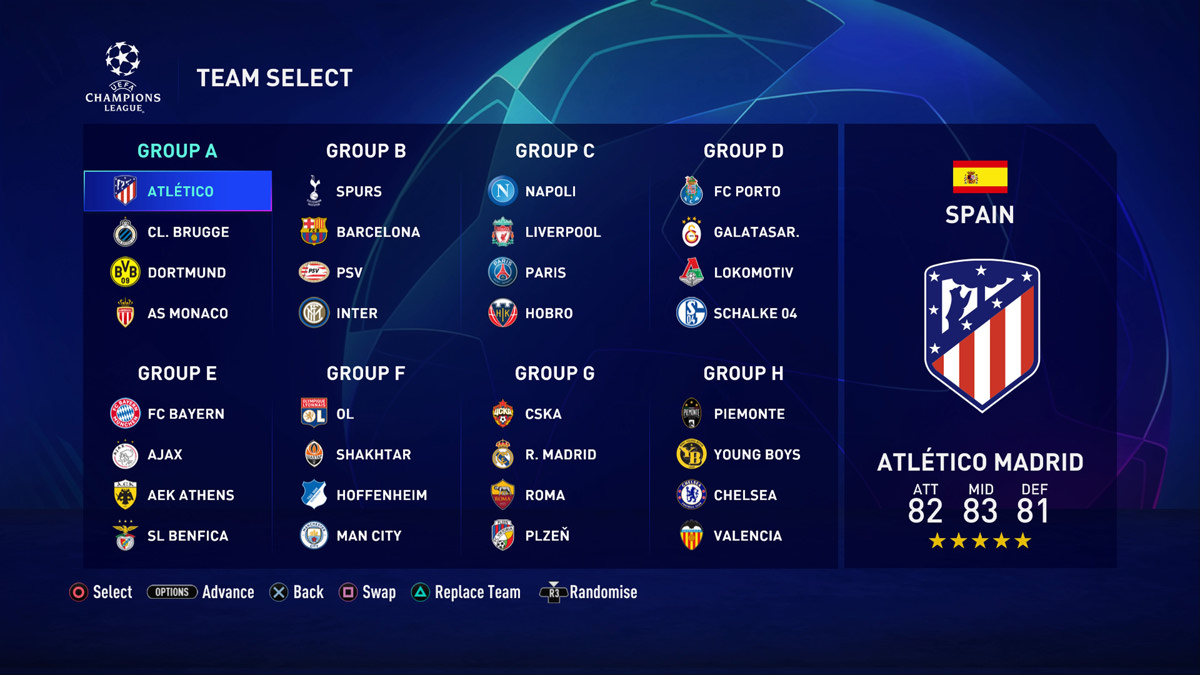 UEFA
CHAMPIONS
LEAGUE
TEAM SELECT
GROUP A
ATLÉTICO
CL. BRUGGE
DORTMUND
AS MONACO
GROUP B
SPURS
BARCELONA
PSV
INTER
GROUP C
NAPOLI
LIVERPOOL
PARIS
HOBRO
GROUP D
FC PORTO
GALATASAR.
LOKOMOTIV
SCHALKE 04
GROUP E
FC BAYERN
AJAX
AEK ATHENS
SL BENFICA
GROUP F
OL
SHAKHTAR
HOFFENHEIM
MAN CITY
GROUP G
CSKA
R. MADRID
ROMA
PLZEŇ
GROUP H
PIEMONTE
YOUNG BOYS
CHELSEA
VALENCIA
SPAIN
ATLÉTICO MADRID
ATT MID DEF
82 83 81
Select OPTIONS Advance Back Swap Replace Team R3 Randomise